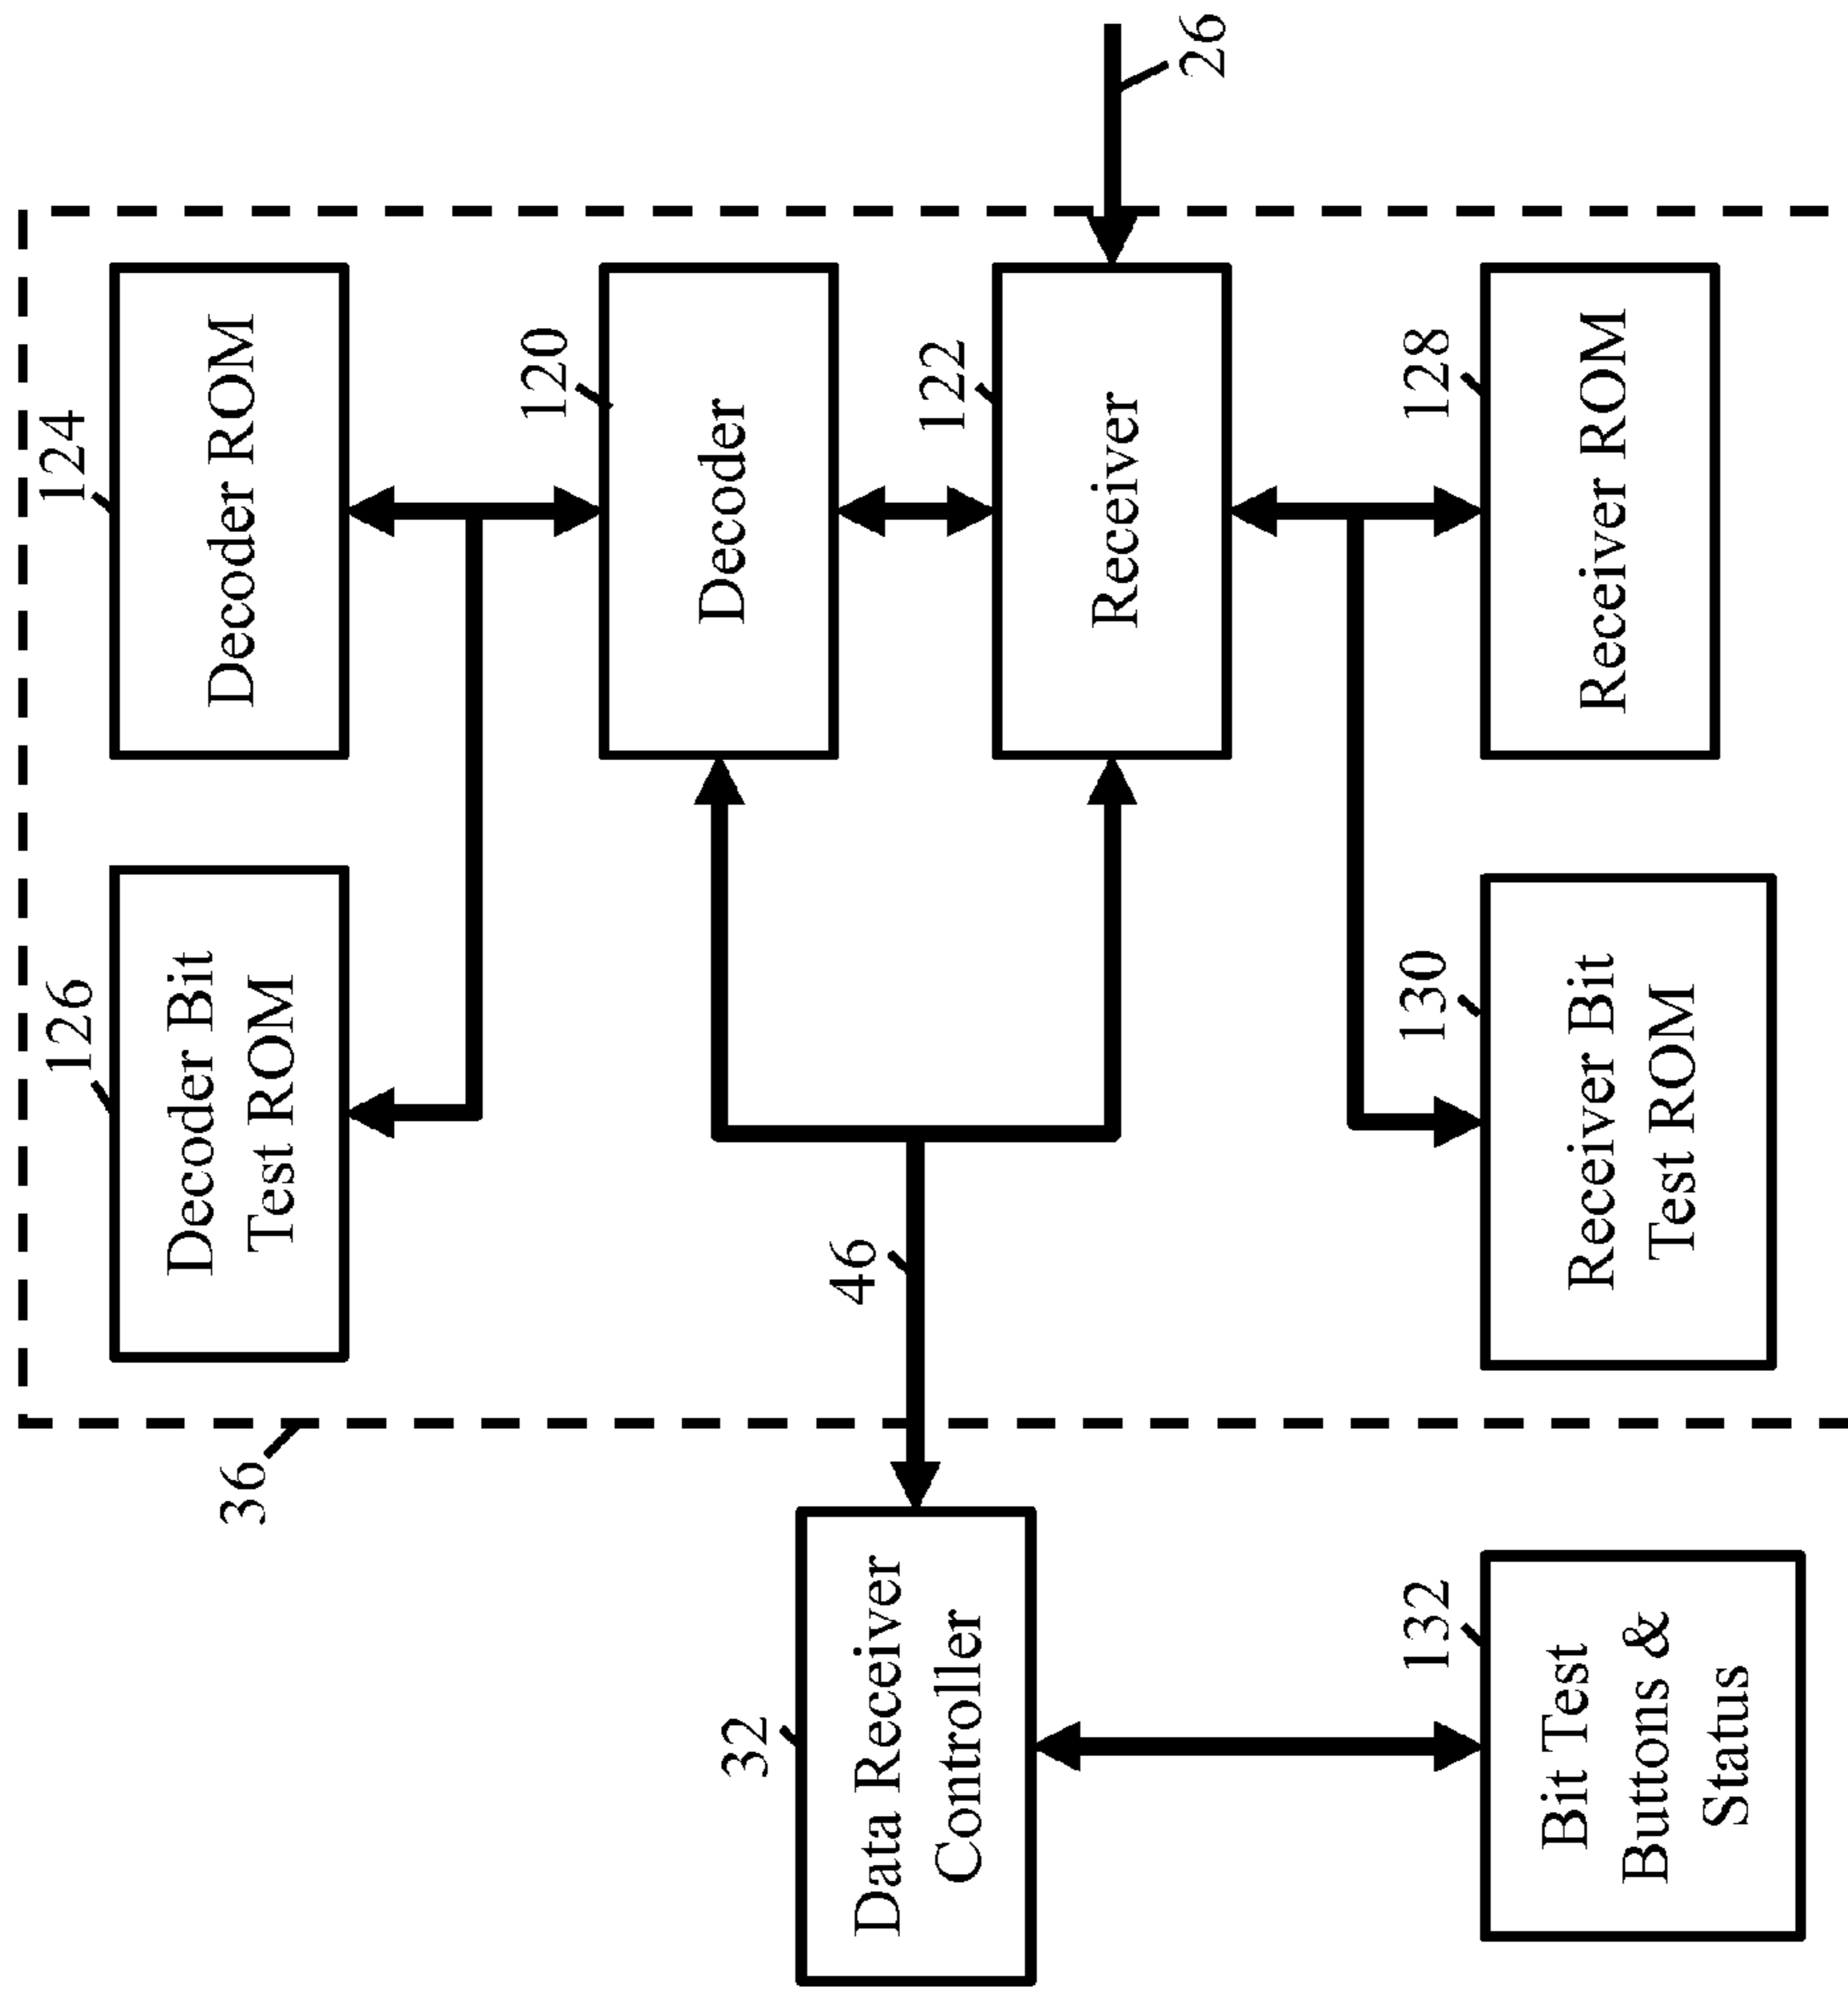 36
126
Decoder Bit
Test ROM
124
Decoder ROM
120
Decoder
32
Data Receiver
Controller
46
122
Receiver
26
132
Bit Test
Buttons &
Status
130
Receiver Bit
Test ROM
128
Receiver ROM